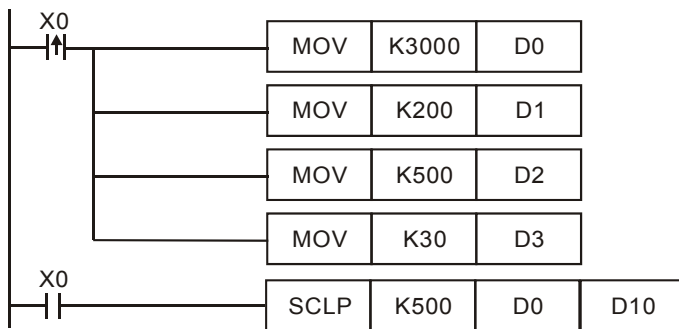 X0
MOV K3000 D0
MOV K200 D1
MOV K500 D2
MOV K30 D3
X0
SCLP K500 D0 D10